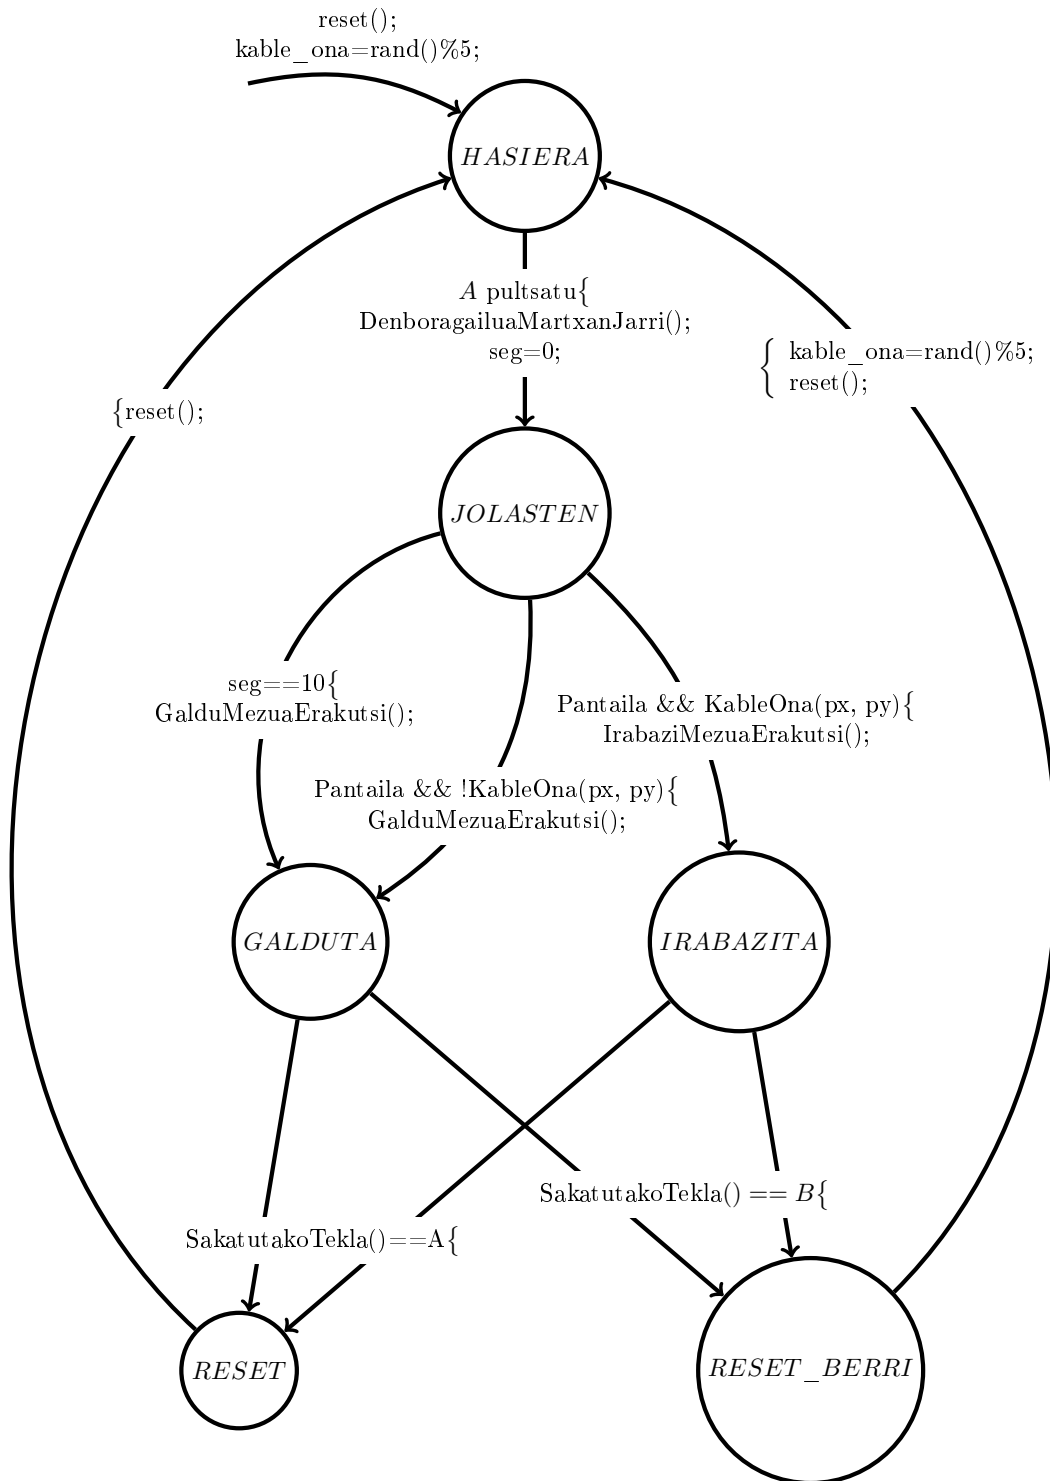 reset();
kable_ona=rand()%5;
HASIERA
A pultsatu{
DenboragailuaMartxanJarri();
seg=0;
{ kable_ona=rand()%5;
reset();
{reset();
JOLASTEN
seg==10{
GalduMezuaErakutsi();
Pantaila && KableOna(px, py){
IrabaziMezuaErakutsi();
Pantaila && !KableOna(px, py){
GalduMezuaErakutsi();
GALDUTA
IRABAZITA
SakatutakoTekla() == B{
SakatutakoTekla()==A{
RESET
RESET_BERRI